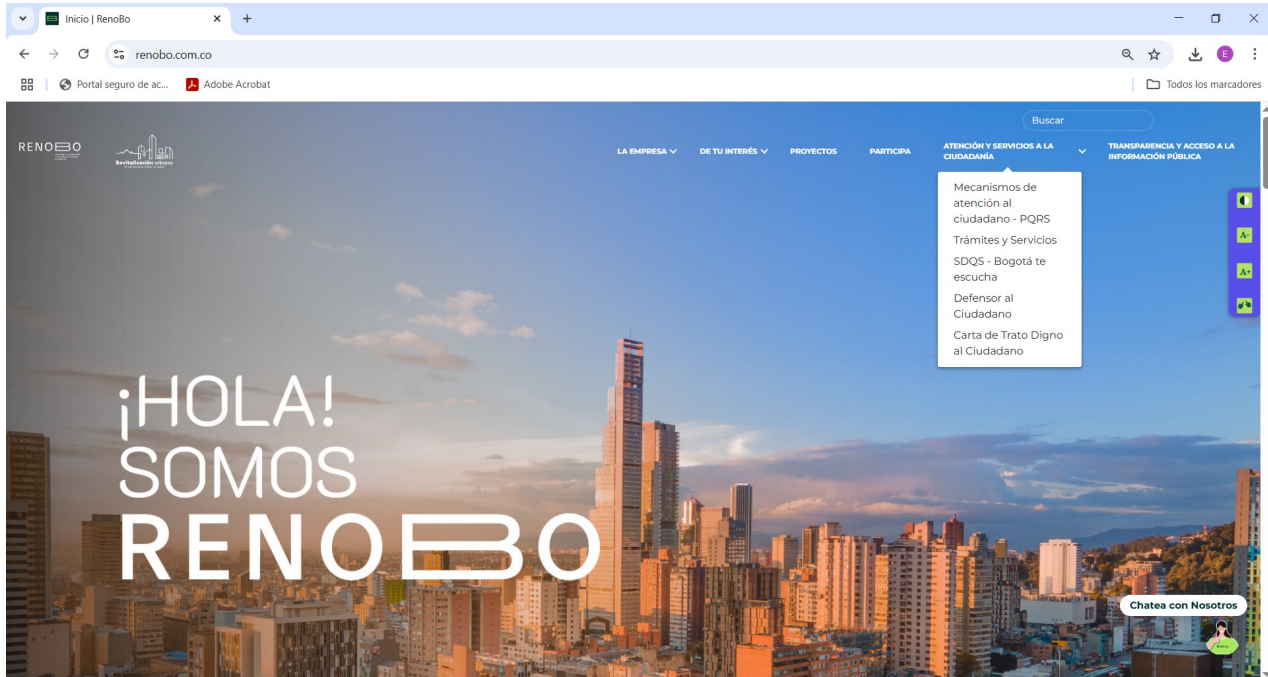 Inicio | RenoBo
renobo.com.co
E
Portal seguro de ac...
Adobe Acrobat
Todos los marcadores
Buscar
RENOBO
Revitalización urbana
LA EMPRESA
DE TU INTERÉS
PROYECTOS
PARTICIPA
ATENCIÓN Y SERVICIOS A LA
CIUDADANÍA
TRANSPARENCIA Y ACCESO A LA
INFORMACIÓN PÚBLICA
Mecanismos de
atención al
ciudadano - PQRS
Trámites y Servicios
SDQS - Bogotá te
escucha
Defensor al
Ciudadano
Carta de Trato Digno
al Ciudadano
A-
A+
¡HOLA!
SOMOS
RENOBO
Chatea con Nosotros